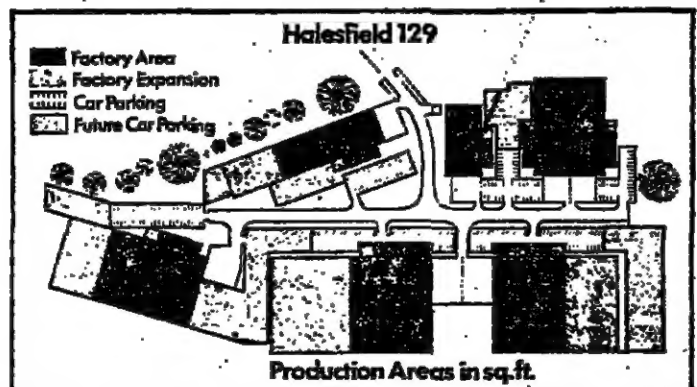 Halesfield 129
Factory Area
Factory Expansion
Car Parking
Future Car Parking
Production Areas in sq.ft.